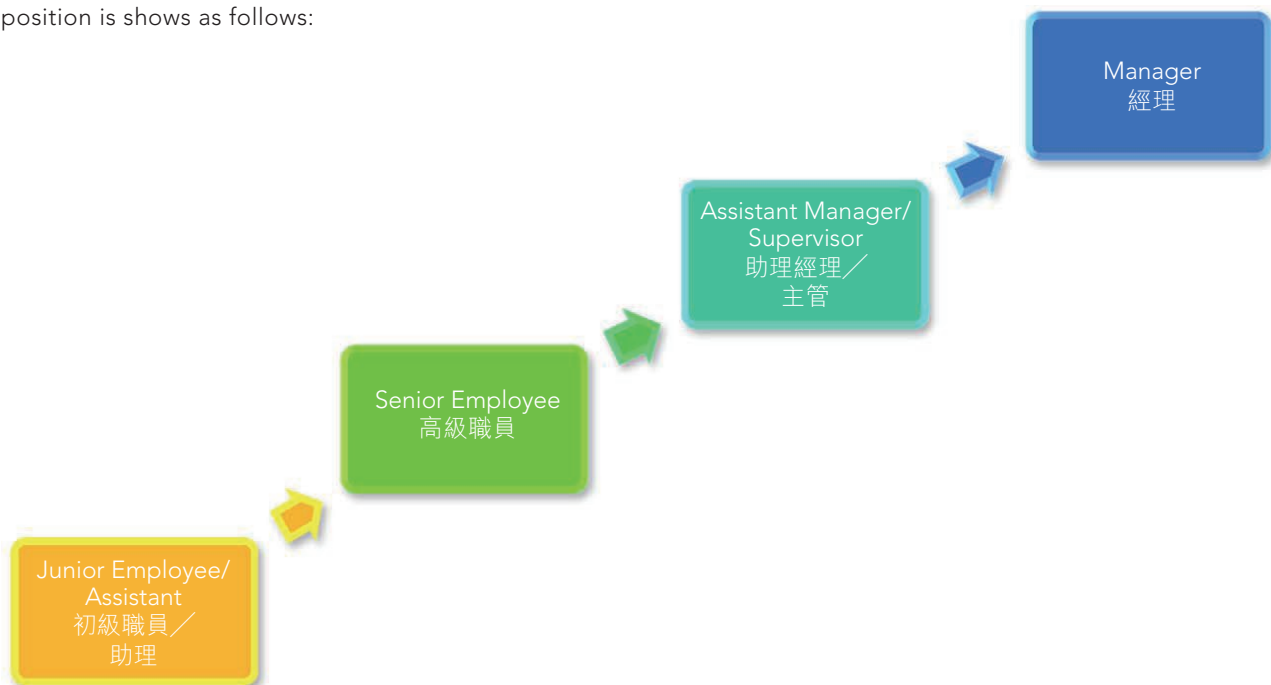 position is shows as follows:
Manager
經理
Assistant Manager/
Supervisor
助理經理／
主管
Senior Employee
高級職員
Junior Employee/
Assistant
初級職員／
助理